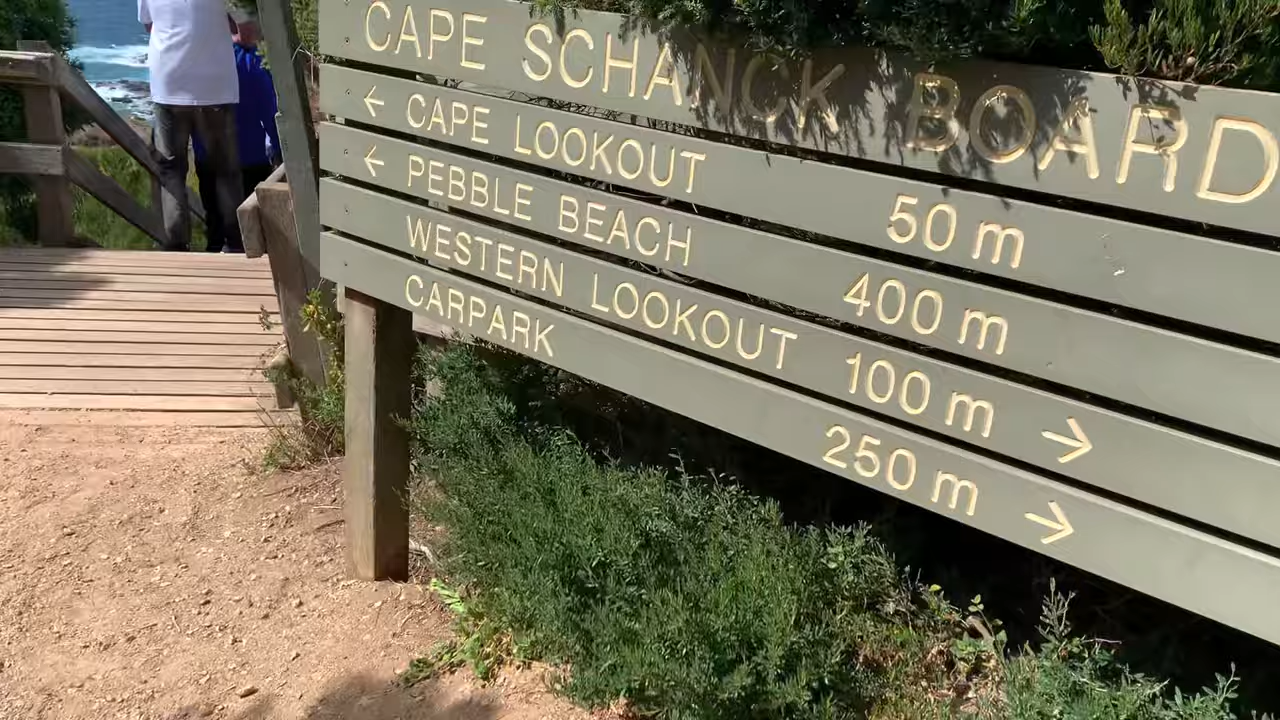 CAPE SCHANCK BOARD
← CAPE LOOKOUT 50 m
← PEBBLE BEACH 400 m
WESTERN LOOKOUT 100 m →
CARPARK 250 m →